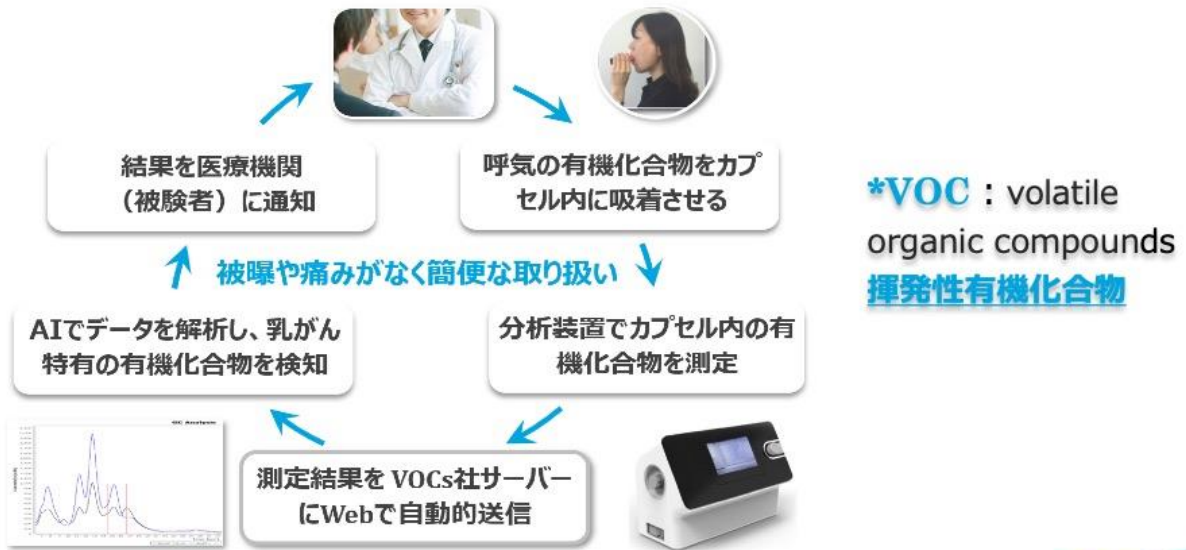 結果を医療機関
（被験者）に通知
呼気の有機化合物をカプ
セル内に吸着させる
*VOC：volatile
organic compounds
揮発性有機化合物
被曝や痛みがなく簡便な取り扱い
AIでデータを解析し、乳がん
特有の有機化合物を検知
分析装置でカプセル内の有
機化合物を測定
測定結果を VOCs社サーバー
にWebで自動的送信